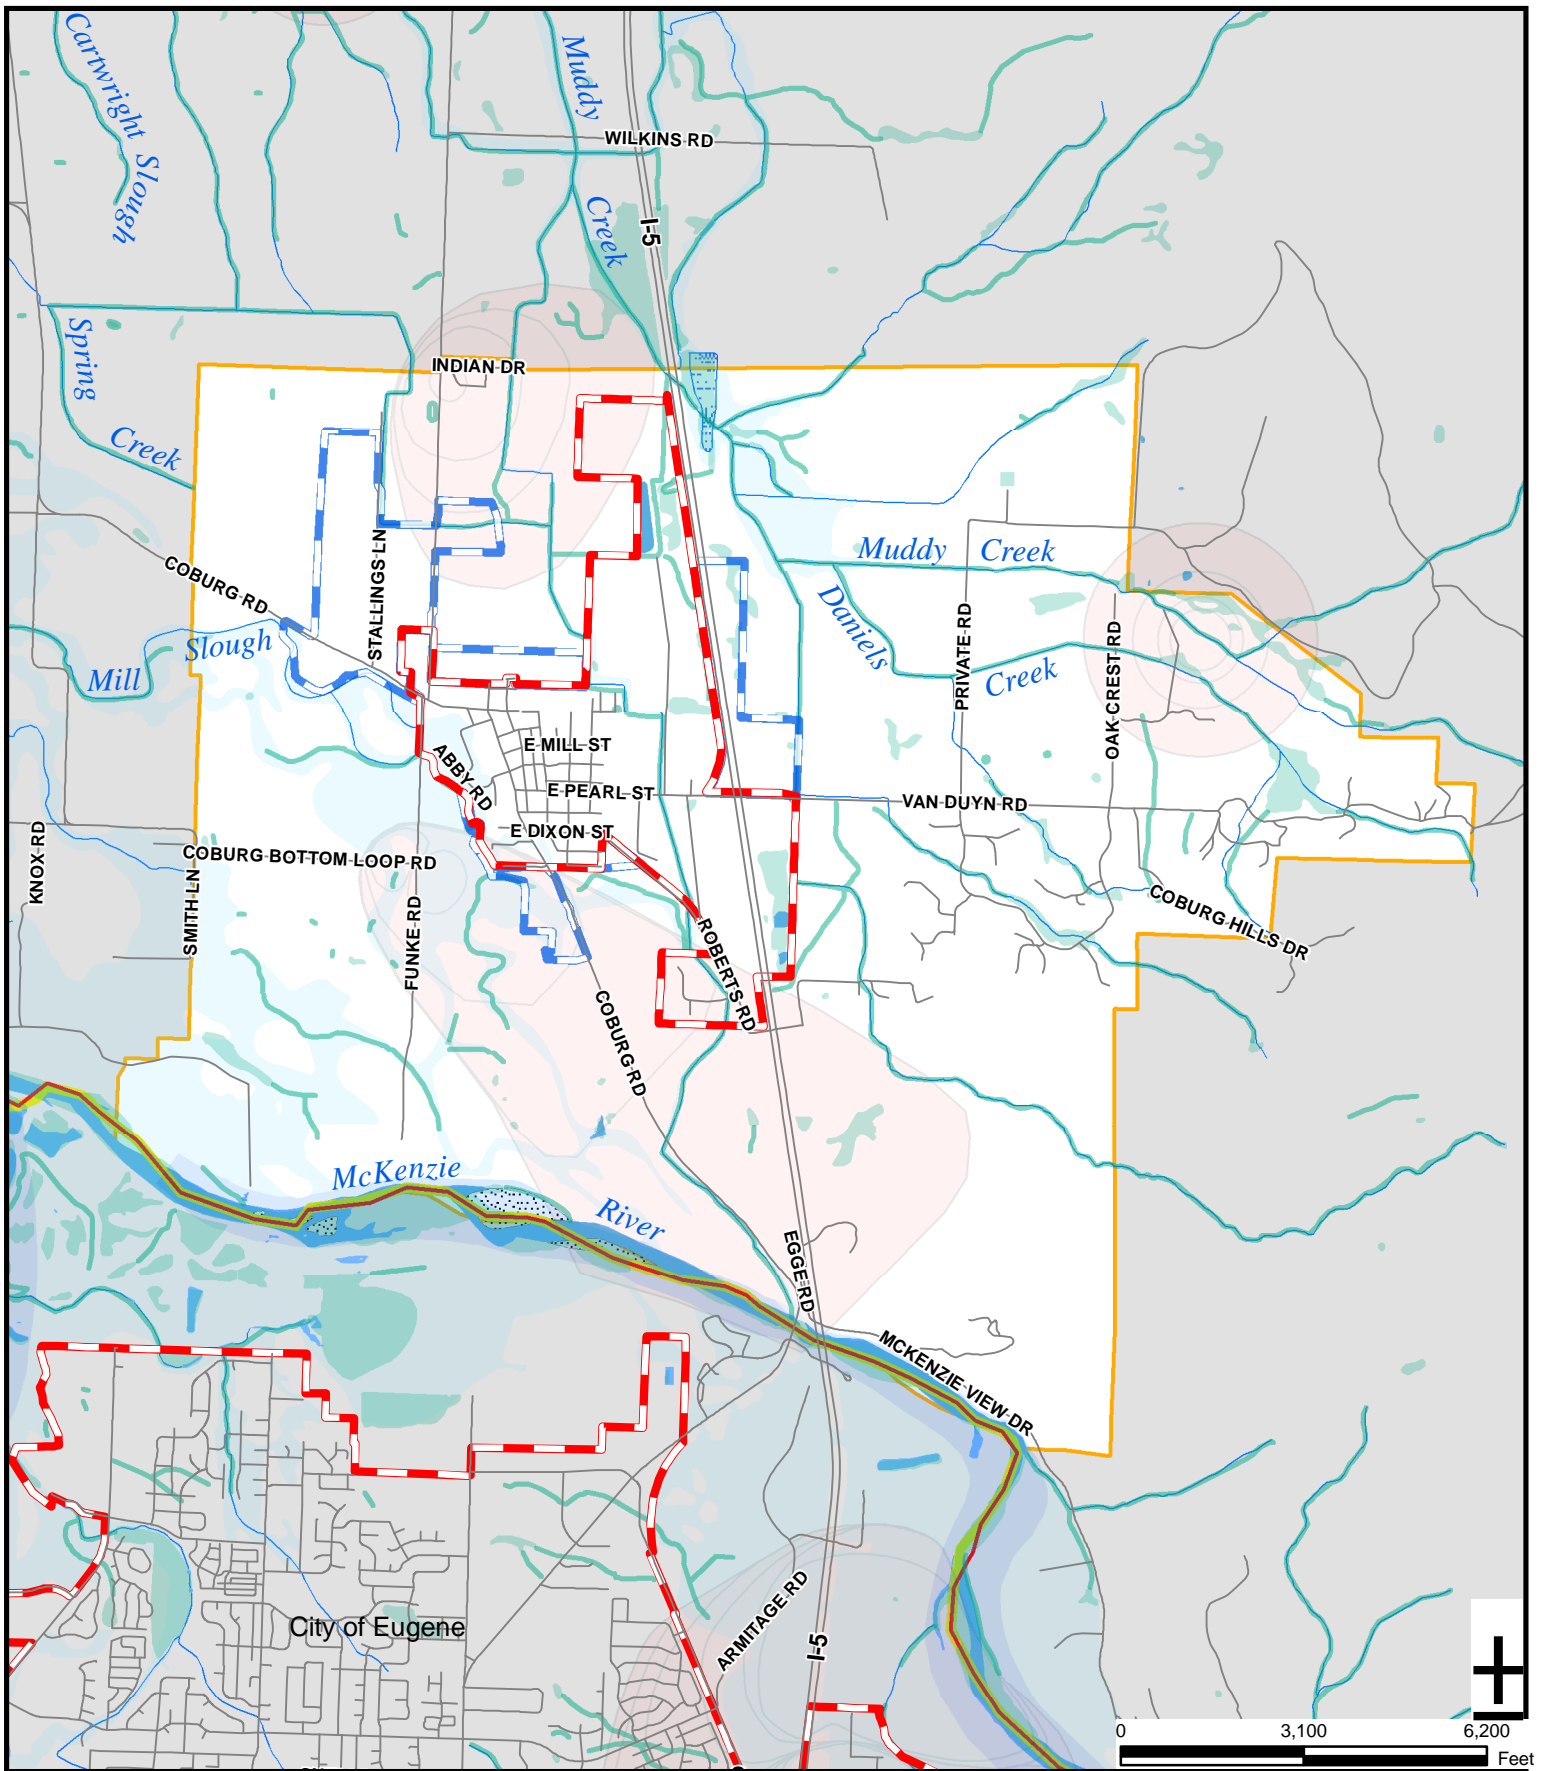 Cartwright Slough
Muddy
Creek
WILKINS RD
I-5
Spring
Creek
INDIAN DR
COBURG RD
STALLINGS LN
Mill
Slough
Muddy Creek
Daniels
Creek
PRIVATE RD
OAK CREST RD
ABBY RD
E MILL ST
E PEARL ST
E DIXON ST
VAN DUYN RD
KNOX RD
COBURG BOTTOM LOOP RD
SMITH LN
FUNKE RD
COBURG HILLS DR
ROBERTS RD
COBURG RD
McKenzie
River
EGGE RD
MCKENZIE VIEW DR
City of Eugene
ARMITAGE RD
I-5
0 3,100 6,200
Feet